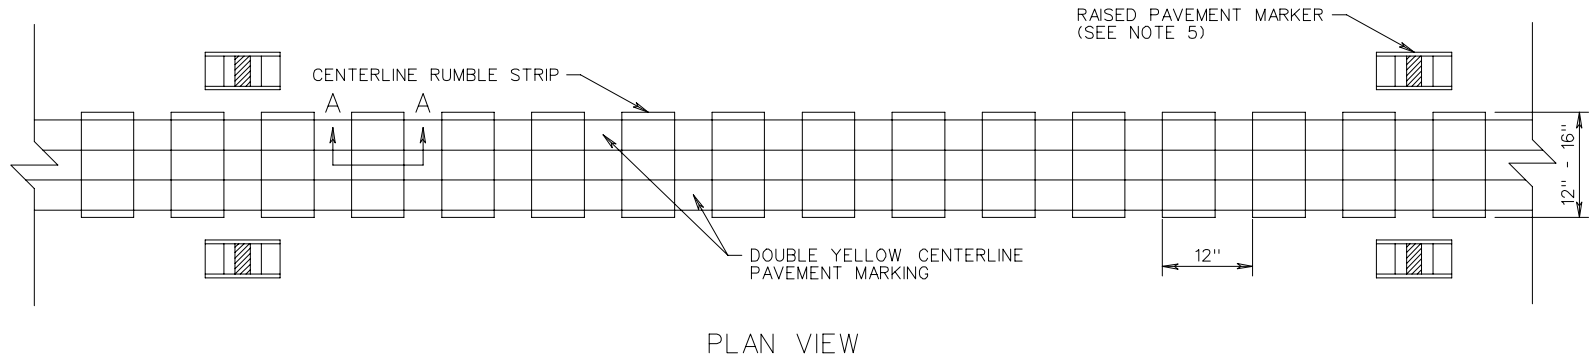 RAISED PAVEMENT MARKER
(SEE NOTE 5)
CENTERLINE RUMBLE STRIP
A A
12" - 16"
DOUBLE YELLOW CENTERLINE
PAVEMENT MARKING
12"
PLAN VIEW